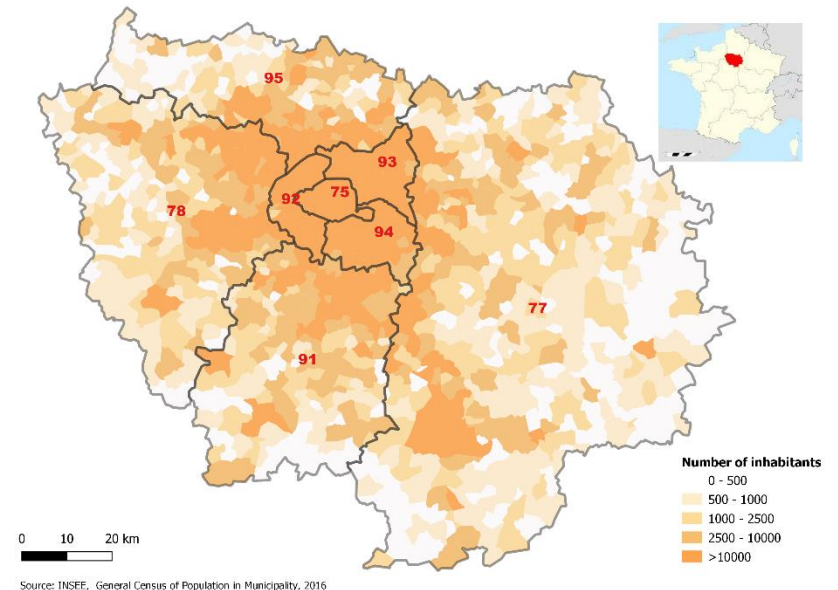 95
93
92
75
78
94
77
91
Number of inhabitants
0 - 500
500 - 1000
1000 - 2500
2500 - 10000
>10000
0 10 20 km
Source: INSEE, General Census of Population in Municipality, 2016